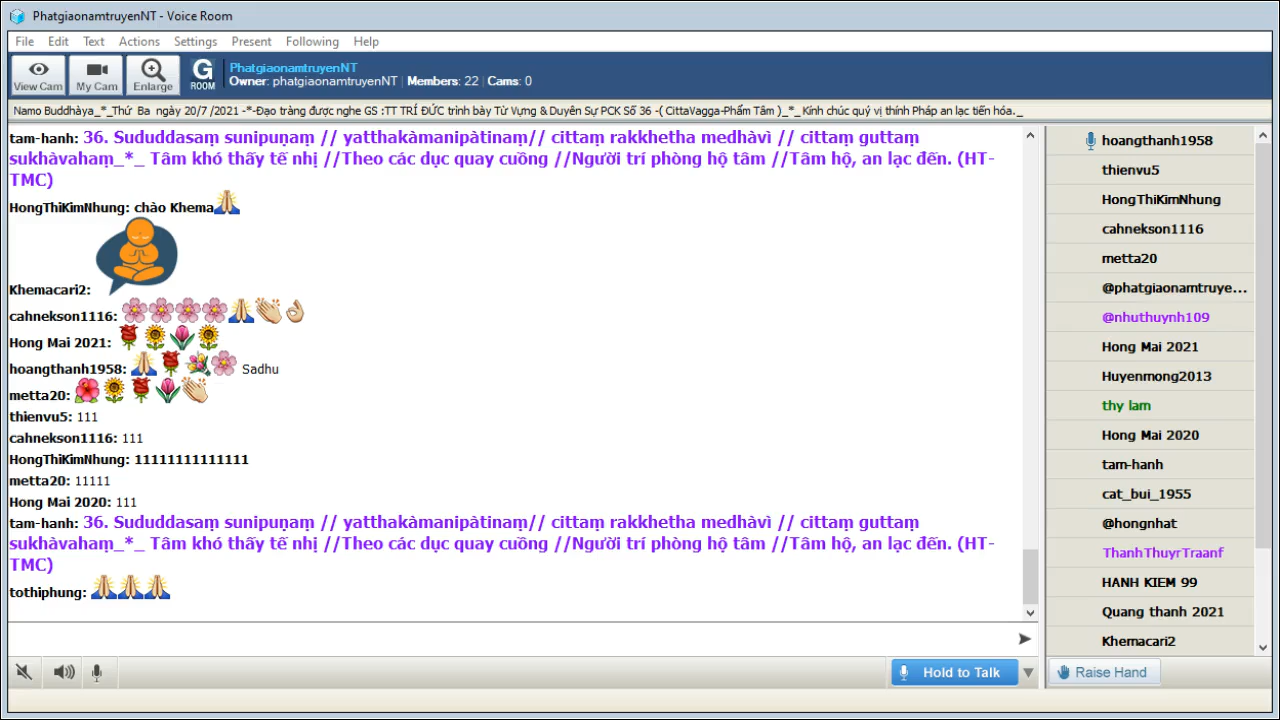 PhatgiaonamtruyenNT - Voice Room
File Edit Text Actions Settings Present Following Help
View Cam My Cam Enlarge G ROOM
PhatgiaonamtruyenNT
Owner: phatgiaonamtruyenNT | Members: 22 | Cams: 0
Namo Buddhàya_*_Thứ Ba ngày 20/7 /2021 -*-Đạo tràng được nghe GS :TT TRÍ ĐỨC trình bày Từ Vựng & Duyên Sự PCK Số 36 -( CittaVagga-Phẩm Tâm )_*_ Kính chúc quý vị thính Pháp an lạc tiến hóa._
tam-hanh: 36. Sududdasaṃ sunipuṇaṃ // yatthakàmanipàtinaṃ// cittaṃ rakkhetha medhàvì // cittaṃ guttaṃ
sukhàvahaṃ_*_ Tâm khó thấy tế nhị //Theo các dục quay cuồng //Người trí phòng hộ tâm //Tâm hộ, an lạc đến. (HT-
TMC)
HongThiKimNhung: chào Khema
Khemacari2:
cahnekson1116:
Hong Mai 2021:
hoangthanh1958: Sadhu
metta20:
thienvu5: 111
cahnekson1116: 111
HongThiKimNhung: 11111111111111
metta20: 11111
Hong Mai 2020: 111
tam-hanh: 36. Sududdasaṃ sunipuṇaṃ // yatthakàmanipàtinaṃ// cittaṃ rakkhetha medhàvì // cittaṃ guttaṃ
sukhàvahaṃ_*_ Tâm khó thấy tế nhị //Theo các dục quay cuồng //Người trí phòng hộ tâm //Tâm hộ, an lạc đến. (HT-
TMC)
tothiphung:
Hold to Talk
hoangthanh1958
thienvu5
HongThiKimNhung
cahnekson1116
metta20
@phatgiaonamtruye...
@nhuthuynh109
Hong Mai 2021
Huyenmong2013
thy lam
Hong Mai 2020
tam-hanh
cat_bui_1955
@hongnhat
ThanhThuyrTraanf
HANH KIEM 99
Quang thanh 2021
Khemacari2
Raise Hand